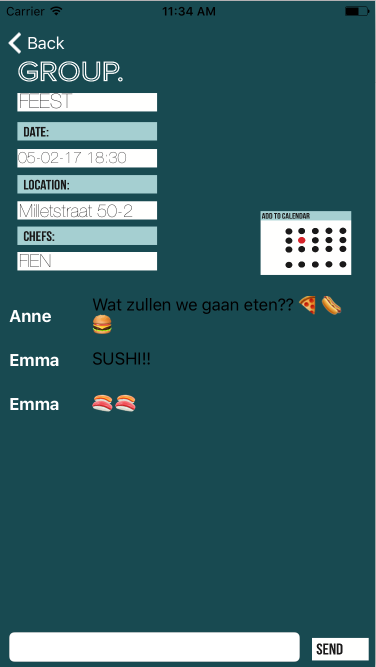 Carrier 11:34 AM
Back
GROUP.
FEEST
DATE:
05-02-17 18:30
LOCATION:
Milletstraat 50-2
ADD TO CALENDAR
CHEFS:
FIEN
Anne Wat zullen we gaan eten?? 🍕 🌭
🍔
Emma SUSHI!!
Emma 🍣🍣
SEND